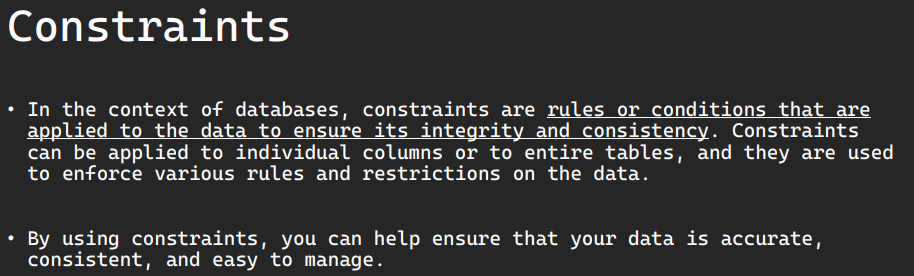 Constraints
• In the context of databases, constraints are rules or conditions that are
applied to the data to ensure its integrity and consistency. Constraints
can be applied to individual columns or to entire tables, and they are used
to enforce various rules and restrictions on the data.
• By using constraints, you can help ensure that your data is accurate,
consistent, and easy to manage.